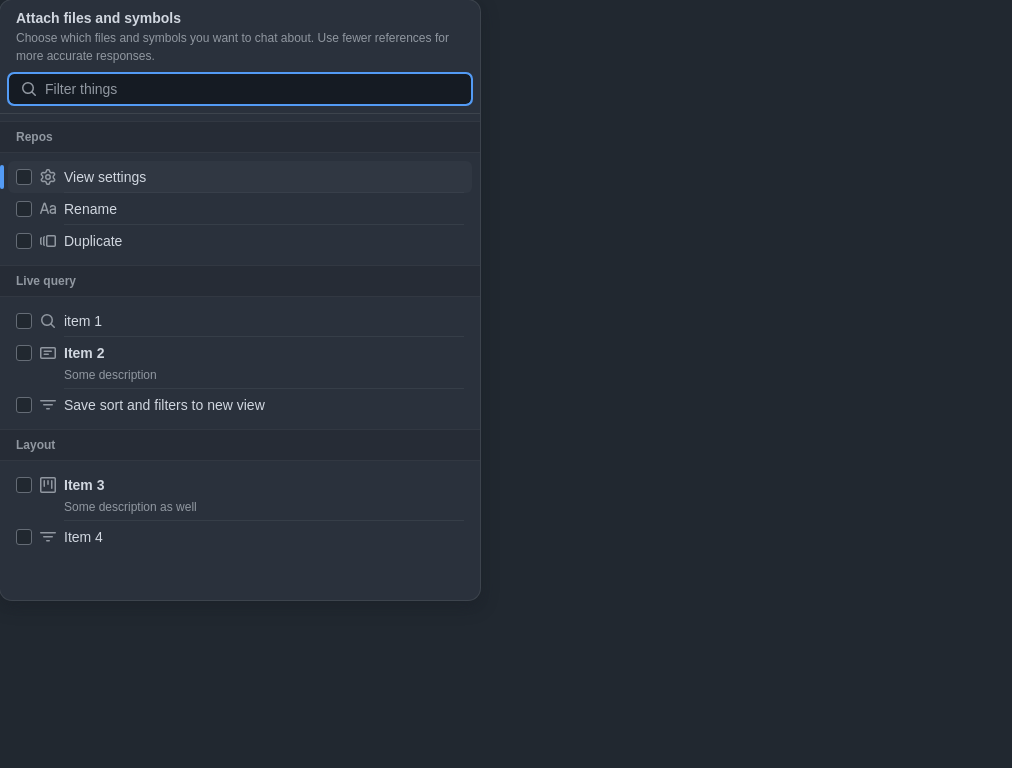 Attach files and symbols
Choose which files and symbols you want to chat about. Use fewer references for
more accurate responses.
Filter things
Repos
View settings
Rename
Duplicate
Live query
item 1
Item 2
Some description
Save sort and filters to new view
Layout
Item 3
Some description as well
Item 4